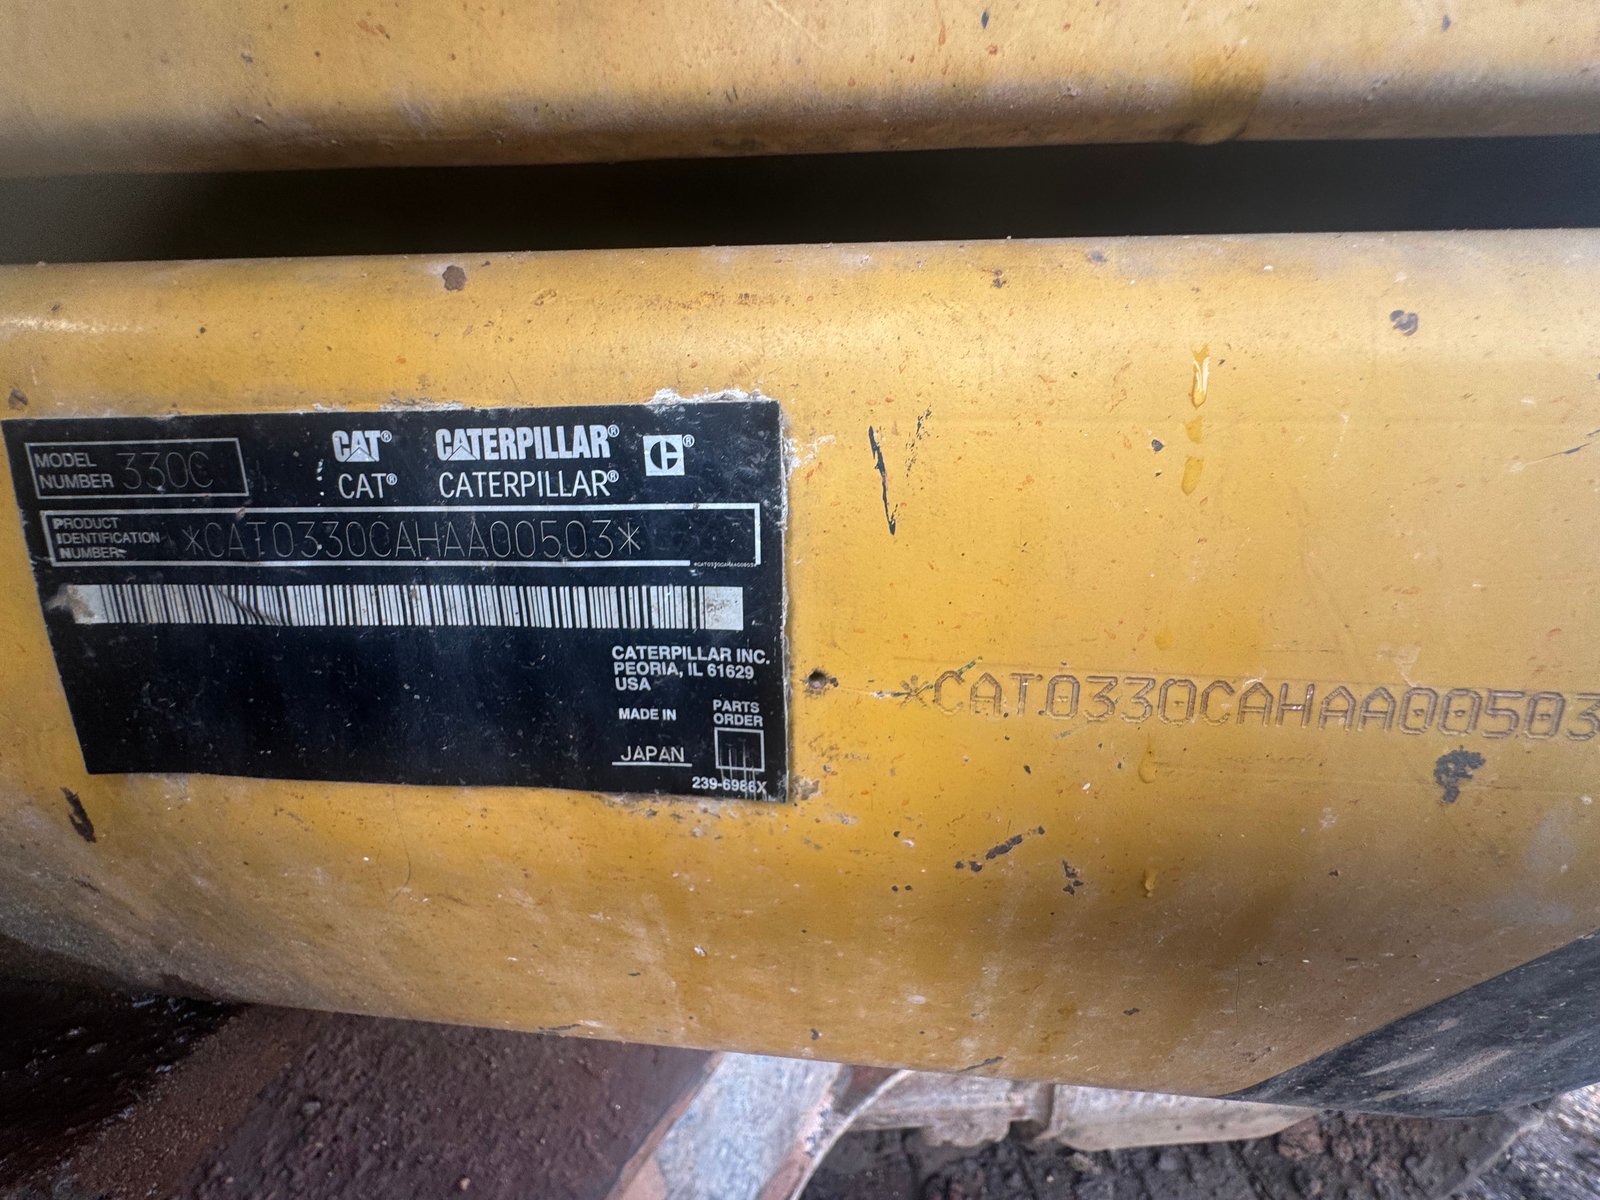 CAT® CATERPILLAR® C®
CAT® CATERPILLAR®
MODEL NUMBER 330C
PRODUCT IDENTIFICATION NUMBER *CAT0330CAHAA00503*
*CAT0330CAHAA00503*
CATERPILLAR INC.
PEORIA, IL 61629
USA
MADE IN
JAPAN
PARTS
ORDER
239-6986X
*CAT0330CAHAA00503